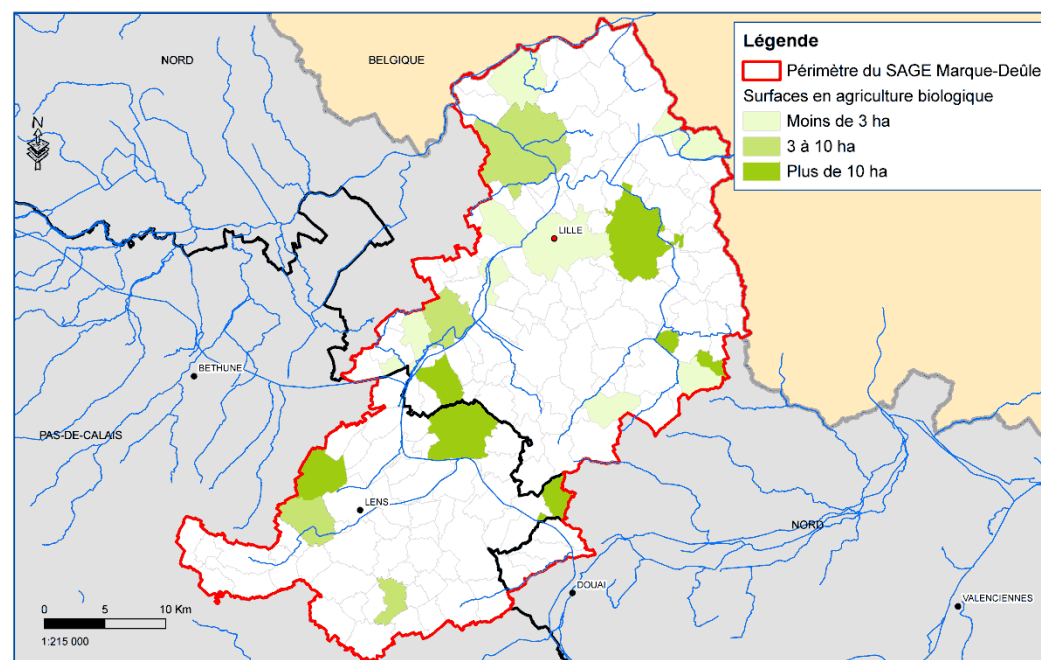 NORD
BELGIQUE
Légende
Périmètre du SAGE Marque-Deûle
Surfaces en agriculture biologique
Moins de 3 ha
3 à 10 ha
Plus de 10 ha
N
LILLE
BETHUNE
PAS-DE-CALAIS
LENS
NORD
DOUAI
VALENCIENNES
0 5 10 Km
1:215 000